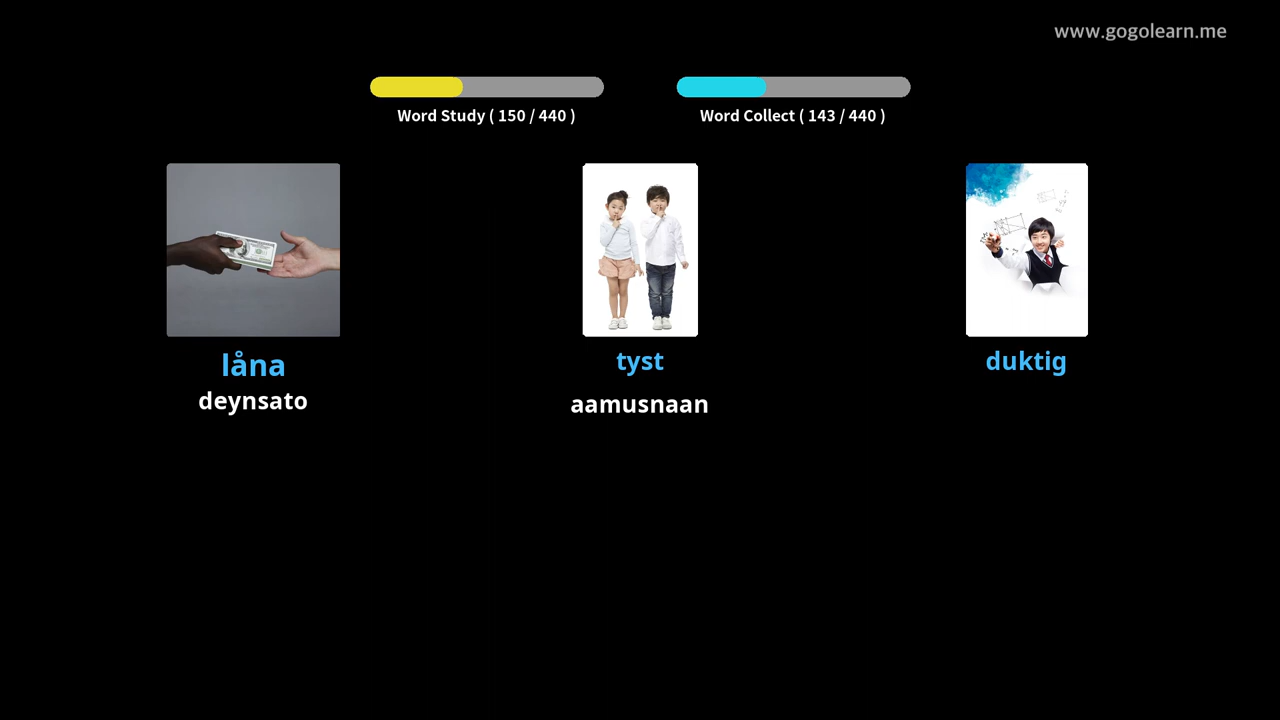 www.gogolearn.me
Word Study ( 150 / 440 )
Word Collect ( 143 / 440 )
låna
tyst
duktig
deynsato
aamusnaan